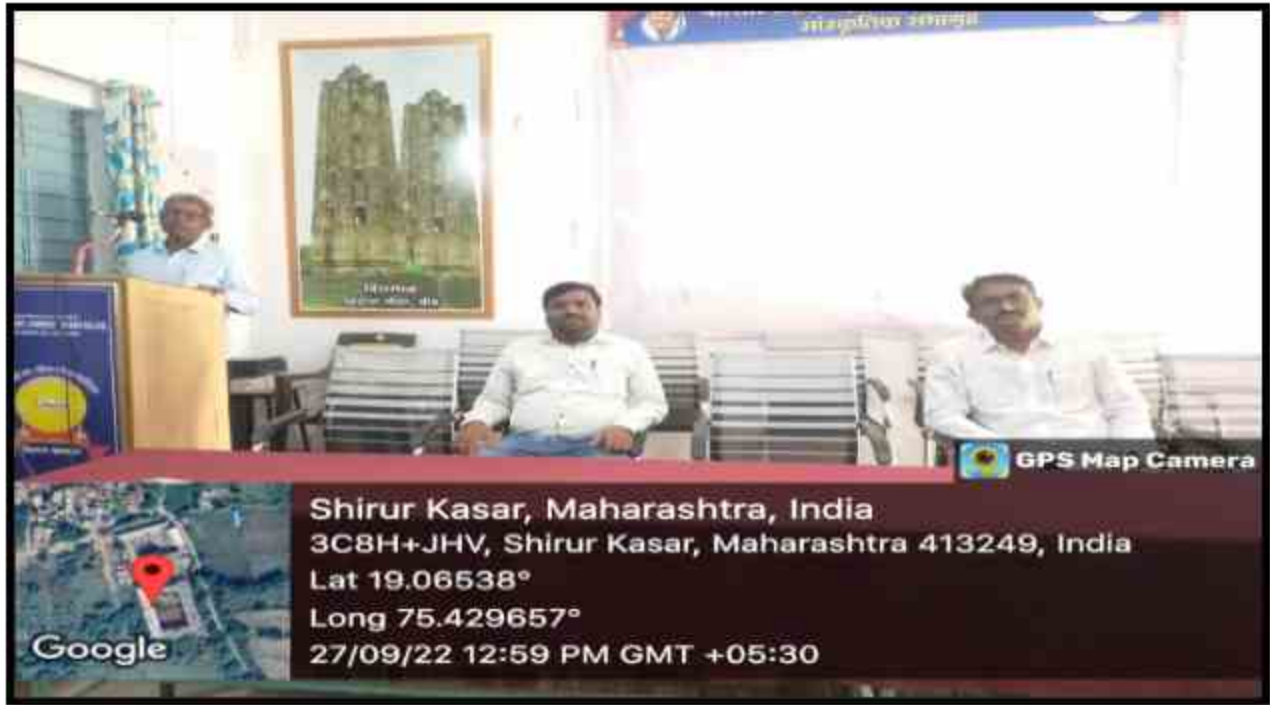 सांस्कृतिक सभागृह
GPS Map Camera
Shirur Kasar, Maharashtra, India
3C8H+JHV, Shirur Kasar, Maharashtra 413249, India
Lat 19.06538°
Long 75.429657°
27/09/22 12:59 PM GMT +05:30
Google